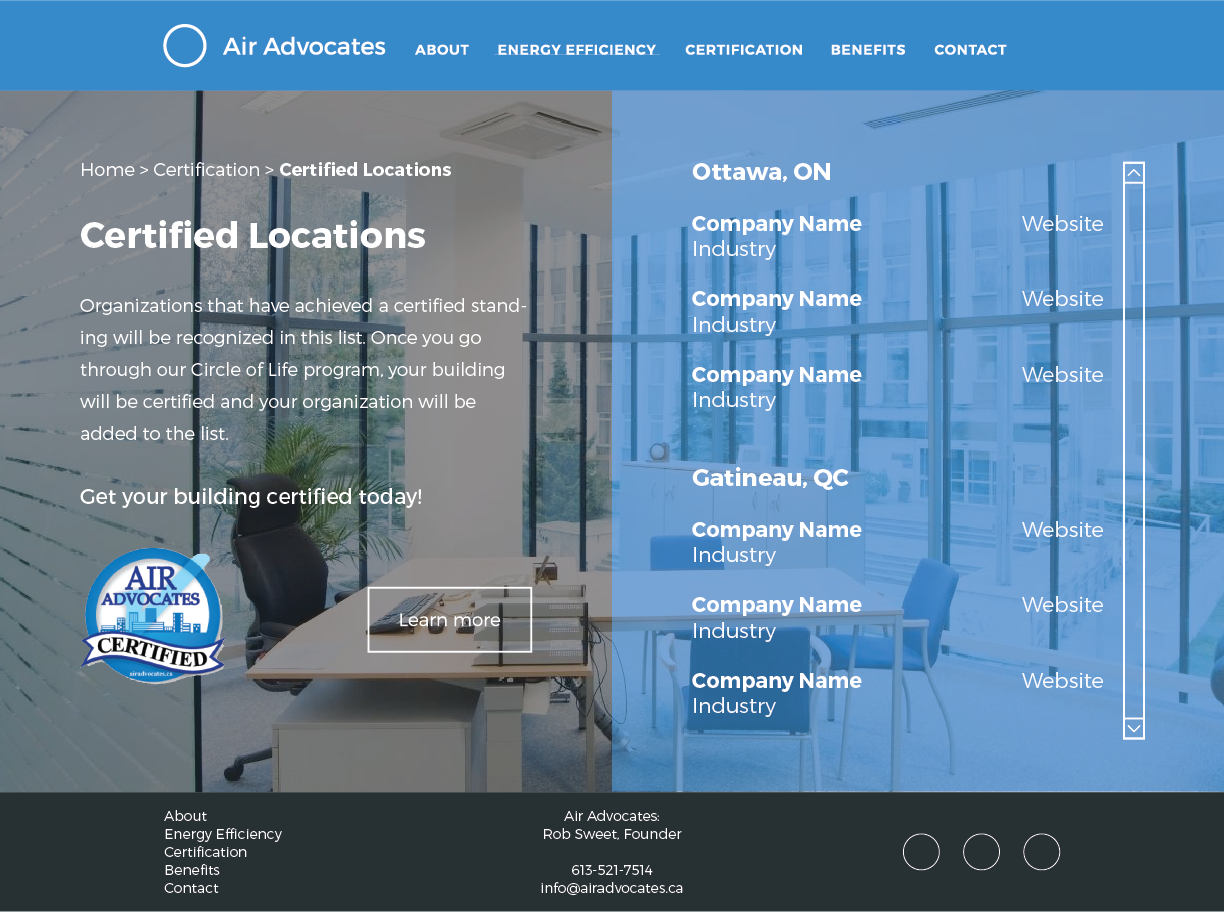 Air Advocates
ABOUT
ENERGY EFFICIENCY
CERTIFICATION
BENEFITS
CONTACT
Home > Certification > Certified Locations
Certified Locations
Organizations that have achieved a certified stand-
ing will be recognized in this list. Once you go
through our Circle of Life program, your building
will be certified and your organization will be
added to the list.
Get your building certified today!
AIR
ADVOCATES
CERTIFIED
airadvocates.ca
Learn more
Ottawa, ON
Company Name Website
Industry
Company Name Website
Industry
Company Name Website
Industry
Gatineau, QC
Company Name Website
Industry
Company Name Website
Industry
Company Name Website
Industry
About
Energy Efficiency
Certification
Benefits
Contact
Air Advocates:
Rob Sweet, Founder
613-521-7514
info@airadvocates.ca